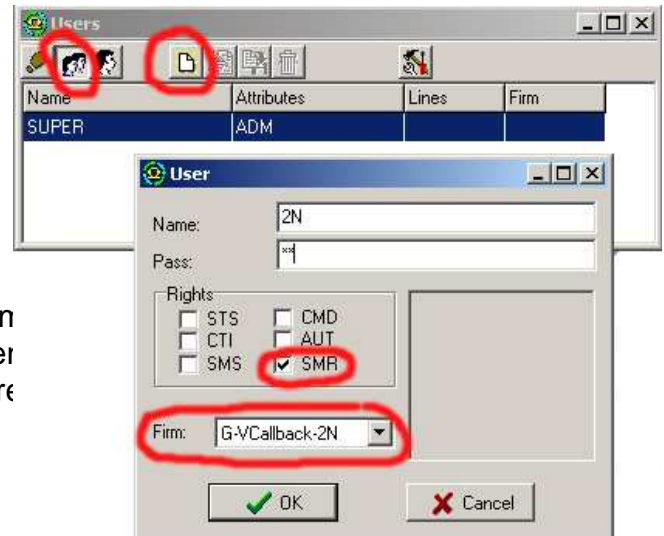 Users
Name Attributes Lines Firm
SUPER ADM
User
Name: 2N
Pass: **
Rights
STS CMD
CTI AUT
SMS SMR
Firm: G-VCallback-2N
OK Cancel